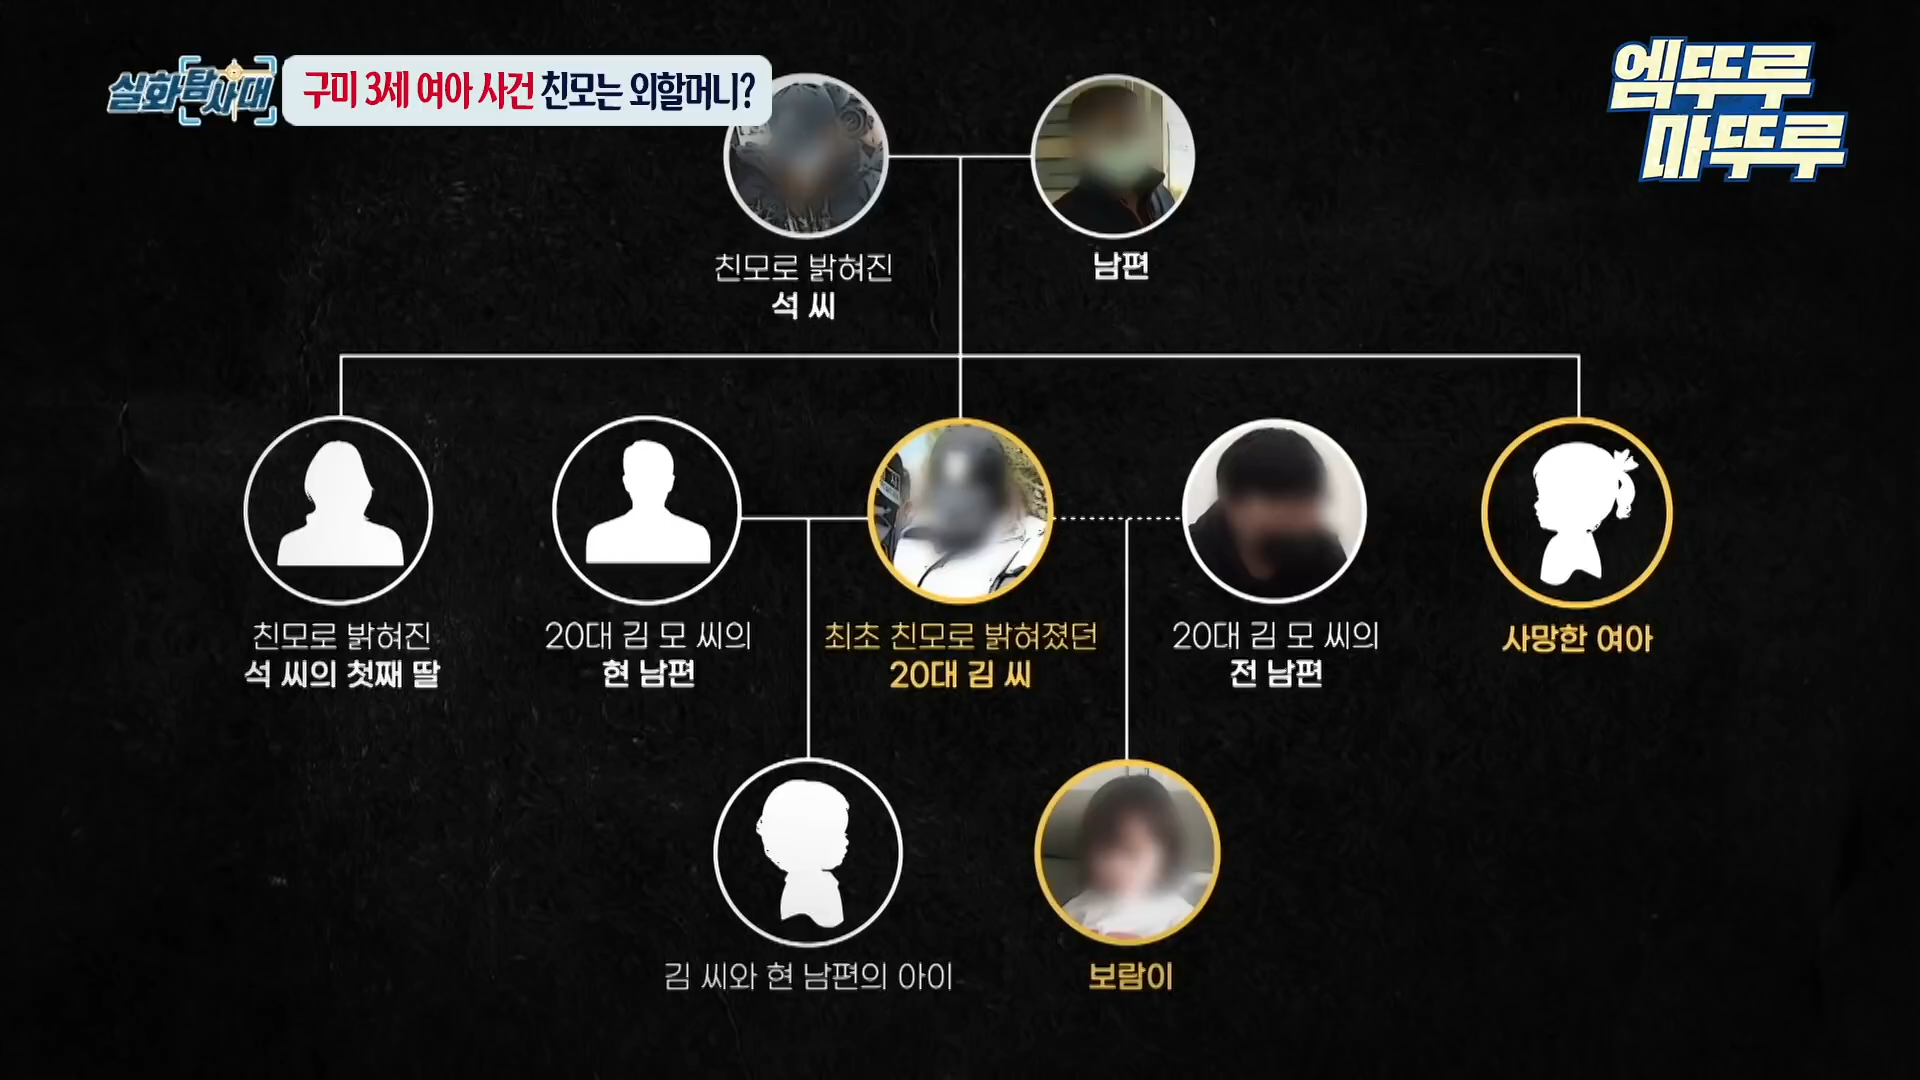 실화탐사대
구미 3세 여아 사건 친모는 외할머니?
엠뚜루
마뚜루
친모로 밝혀진
석 씨
남편
친모로 밝혀진
석 씨의 첫째 딸
20대 김 모 씨의
현 남편
최초 친모로 밝혀졌던
20대 김 씨
20대 김 모 씨의
전 남편
사망한 여아
김 씨와 현 남편의 아이
보람이